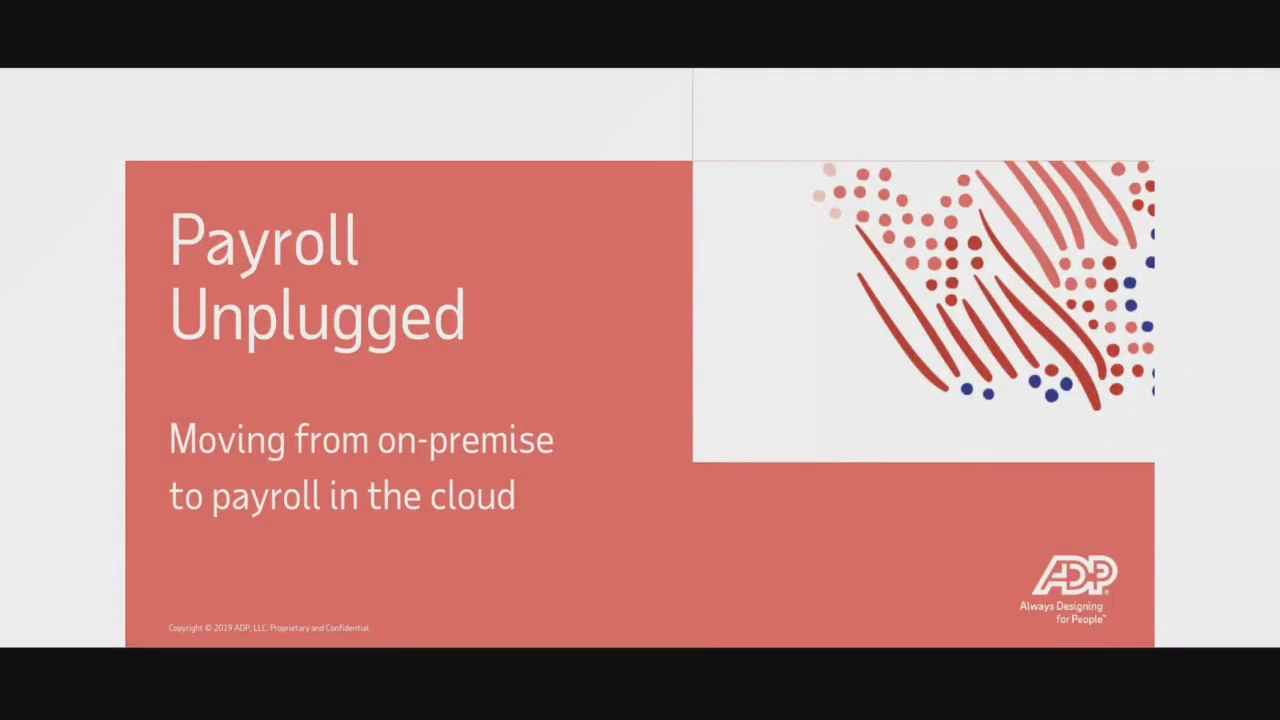 Payroll
Unplugged
Moving from on-premise
to payroll in the cloud
ADP
Always Designing
for People™
Copyright © 2019 ADP, LLC. Proprietary and Confidential.